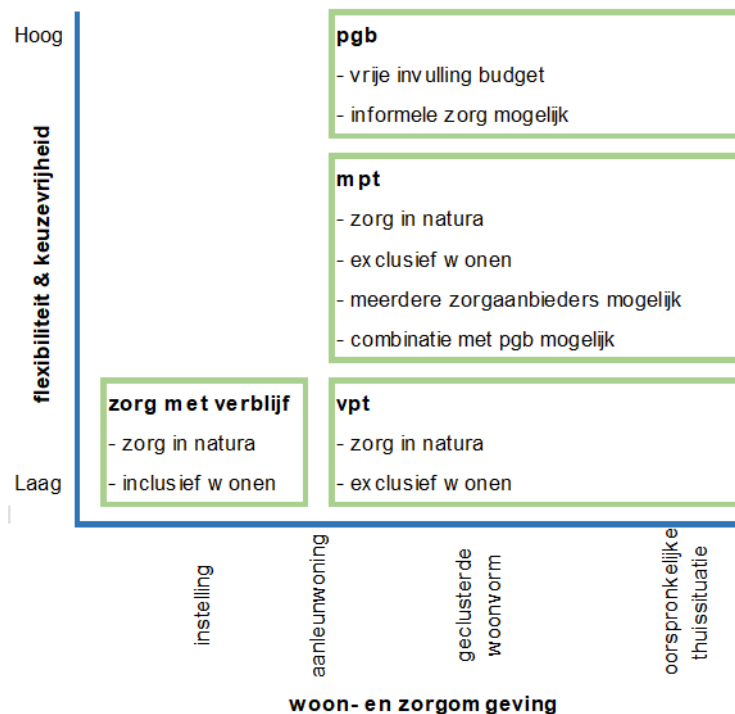 Hoog
flexibiliteit & keuzevrijheid
Laag
pgb
- vrije invulling budget
- informele zorg mogelijk
mpt
- zorg in natura
- exclusief wonen
- meerdere zorgaanbieders mogelijk
- combinatie met pgb mogelijk
zorg met verblijf
- zorg in natura
- inclusief wonen
vpt
- zorg in natura
- exclusief wonen
instelling
aanleunwoning
geclusterde
woonvorm
oorspronkelijke
thuissituatie
woon- en zorgomgeving